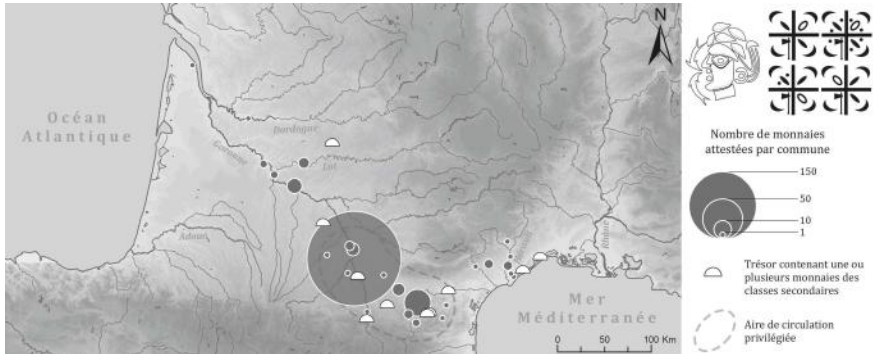 N
Océan
Atlantique
Dordogne
Garonne
Lot
Adour
Rhône
Mer
Méditerranée
0 50 100 Km
Nombre de monnaies
attestées par commune
150
50
10
1
Trésor contenant une ou
plusieurs monnaies des
classes secondaires
Aire de circulation
privilégiée